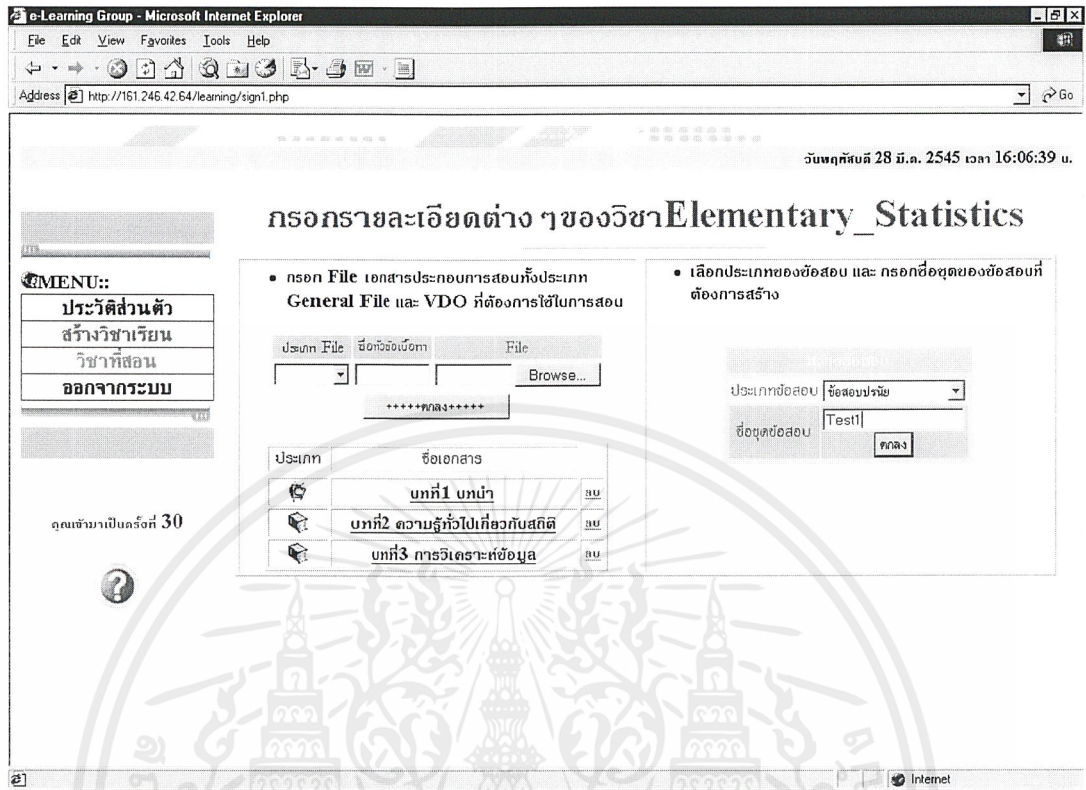 e-Learning Group - Microsoft Internet Explorer
File Edit View Favorites Tools Help
Address http://161.246.42.64/learning/sign1.php Go
วันพฤหัสบดี 28 มี.ค. 2545 เวลา 16:06:39 น.
กรอกรายละเอียดต่าง ๆของวิชาElementary_Statistics
MENU::
ประวัติส่วนตัว
สร้างวิชาเรียน
วิชาที่สอน
ออกจากระบบ
คุณเข้ามาเป็นครั้งที่ 30
กรอก File เอกสารประกอบการสอนทั้งประเภท
General File และ VDO ที่ต้องการใช้ในการสอน
ประเภท File ชื่อหัวข้อเนื้อหา File
Browse...
+++++ตกลง+++++
ประเภท ชื่อเอกสาร
บทที่1 บทนำ ลบ
บทที่2 ความรู้ทั่วไปเกี่ยวกับสถิติ ลบ
บทที่3 การวิเคราะห์ข้อมูล ลบ
เลือกประเภทของข้อสอบ และ กรอกชื่อชุดของข้อสอบที่
ต้องการสร้าง
ประเภทข้อสอบ ข้อสอบปรนัย
ชื่อชุดข้อสอบ Test1
ตกลง
Internet